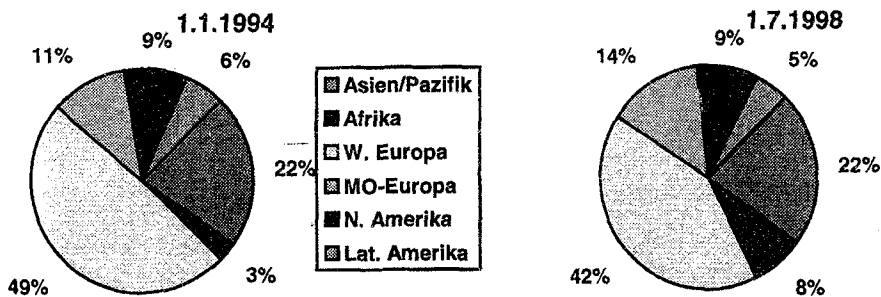 1.1.1994
11%
9%
6%
22%
3%
49%
Asien/Pazifik
Afrika
W. Europa
MO-Europa
N. Amerika
Lat. Amerika
1.7.1998
14%
9%
5%
22%
8%
42%